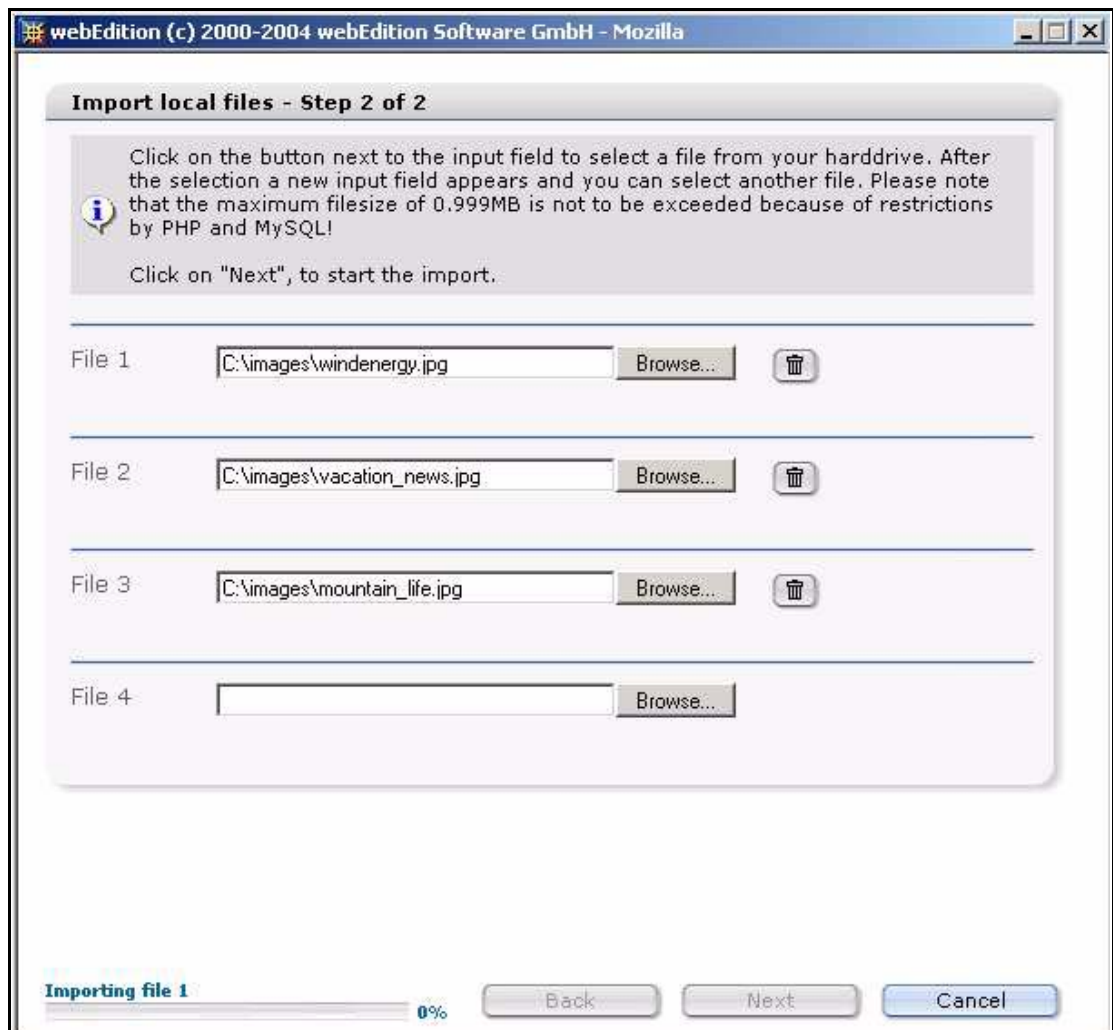 webEdition (c) 2000-2004 webEdition Software GmbH - Mozilla
Import local files - Step 2 of 2
Click on the button next to the input field to select a file from your harddrive. After
the selection a new input field appears and you can select another file. Please note
that the maximum filesize of 0.999MB is not to be exceeded because of restrictions
by PHP and MySQL!
Click on "Next", to start the import.
File 1 C:\images\windenergy.jpg Browse...
File 2 C:\images\vacation_news.jpg Browse...
File 3 C:\images\mountain_life.jpg Browse...
File 4 Browse...
Importing file 1 0% Back Next Cancel